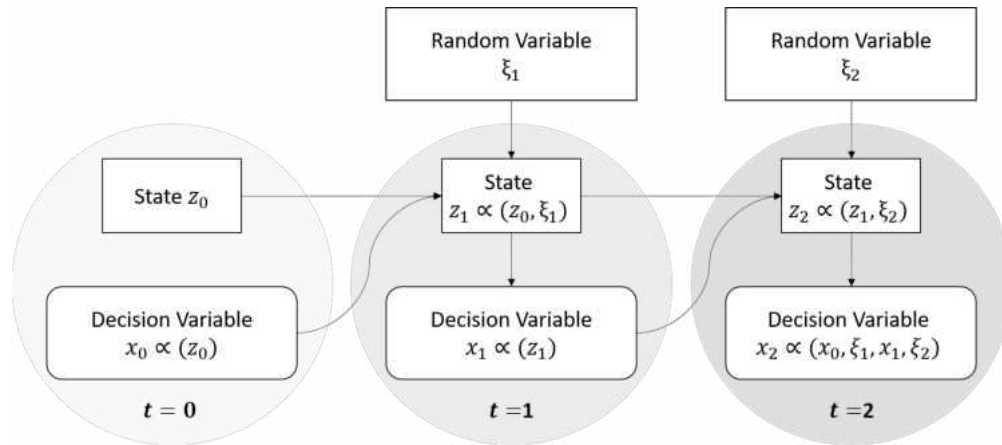 Random Variable
ξ₁
Random Variable
ξ₂
State z₀
State
z₁ ∝ (z₀, ξ₁)
State
z₂ ∝ (z₁, ξ₂)
Decision Variable
x₀ ∝ (z₀)
Decision Variable
x₁ ∝ (z₁)
Decision Variable
x₂ ∝ (x₀, ξ₁, x₁, ξ₂)
t = 0
t =1
t =2